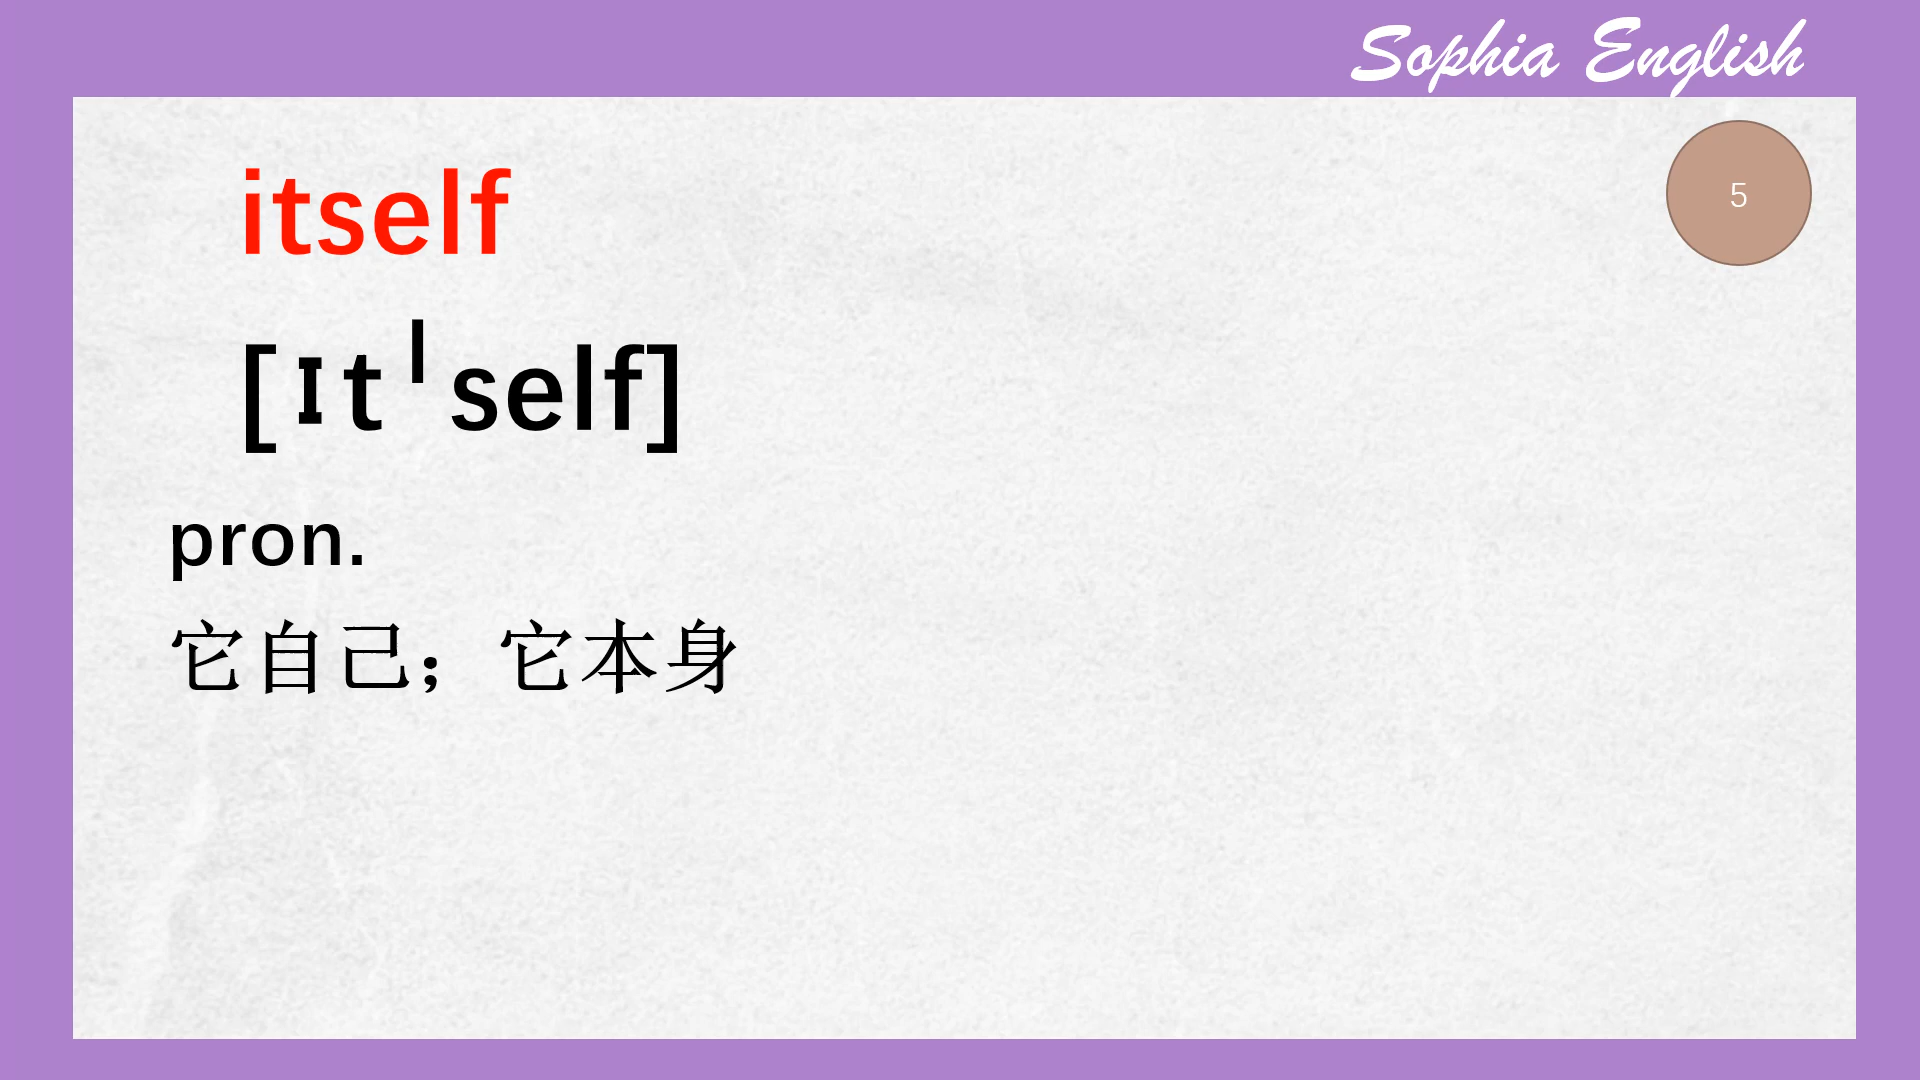 Sophia English
5
itself
[ɪtˈself]
pron.
它自己；它本身